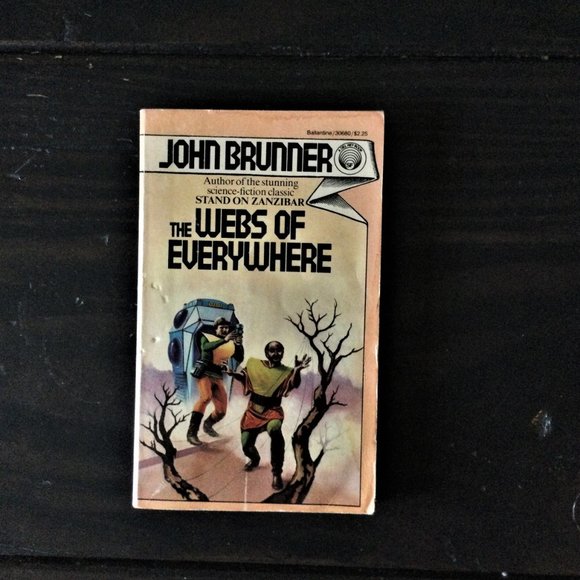 Ballantine/30680/$2.25
JOHN BRUNNER
Author of the stunning
science-fiction classic
STAND ON ZANZIBAR
THE WEBS OF
EVERYWHERE